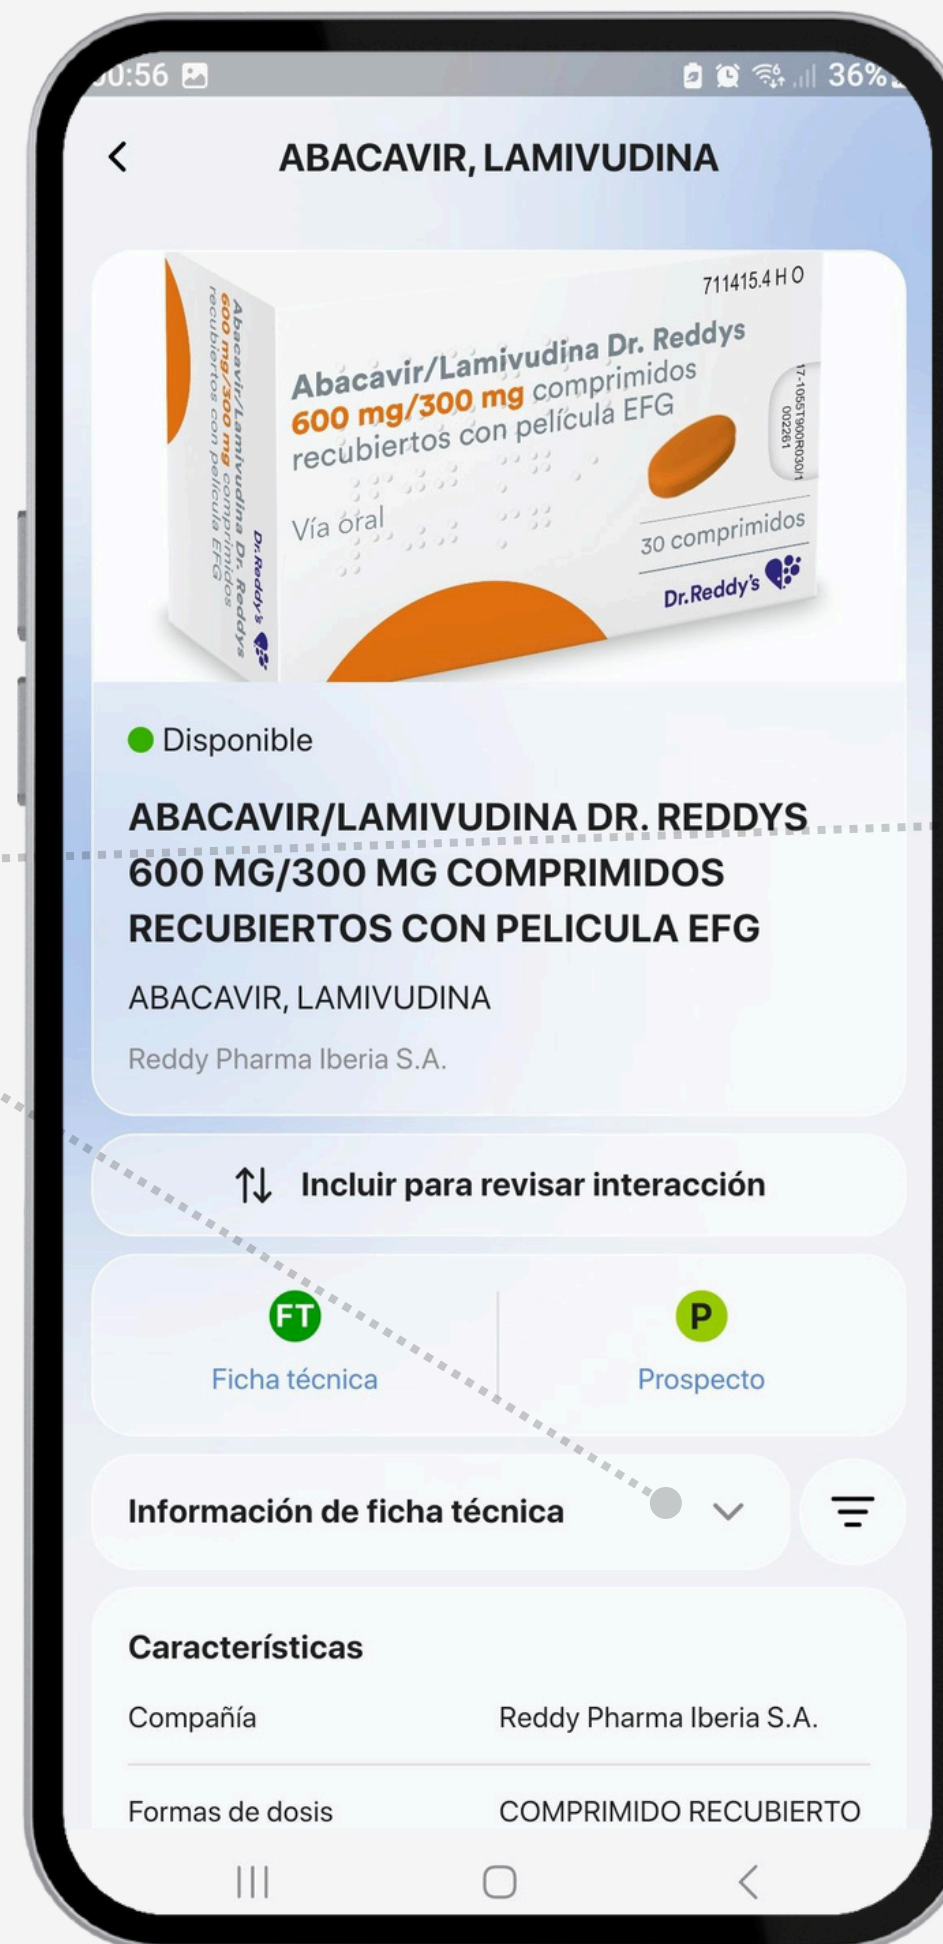 0:56
36%
ABACAVIR, LAMIVUDINA
711415.4 H O
Abacavir/Lamivudina Dr. Reddys
600 mg/300 mg comprimidos
recubiertos con película EFG
Vía oral
30 comprimidos
Dr.Reddy's
17-1055T900R030/1
002261
Abacavir/Lamivudina Dr. Reddys
600 mg/300 mg comprimidos
recubiertos con película EFG
Dr.Reddy's
Disponible
ABACAVIR/LAMIVUDINA DR. REDDYS
600 MG/300 MG COMPRIMIDOS
RECUBIERTOS CON PELICULA EFG
ABACAVIR, LAMIVUDINA
Reddy Pharma Iberia S.A.
Incluir para revisar interacción
FT
Ficha técnica
P
Prospecto
Información de ficha técnica
Características
Compañía Reddy Pharma Iberia S.A.
Formas de dosis COMPRIMIDO RECUBIERTO